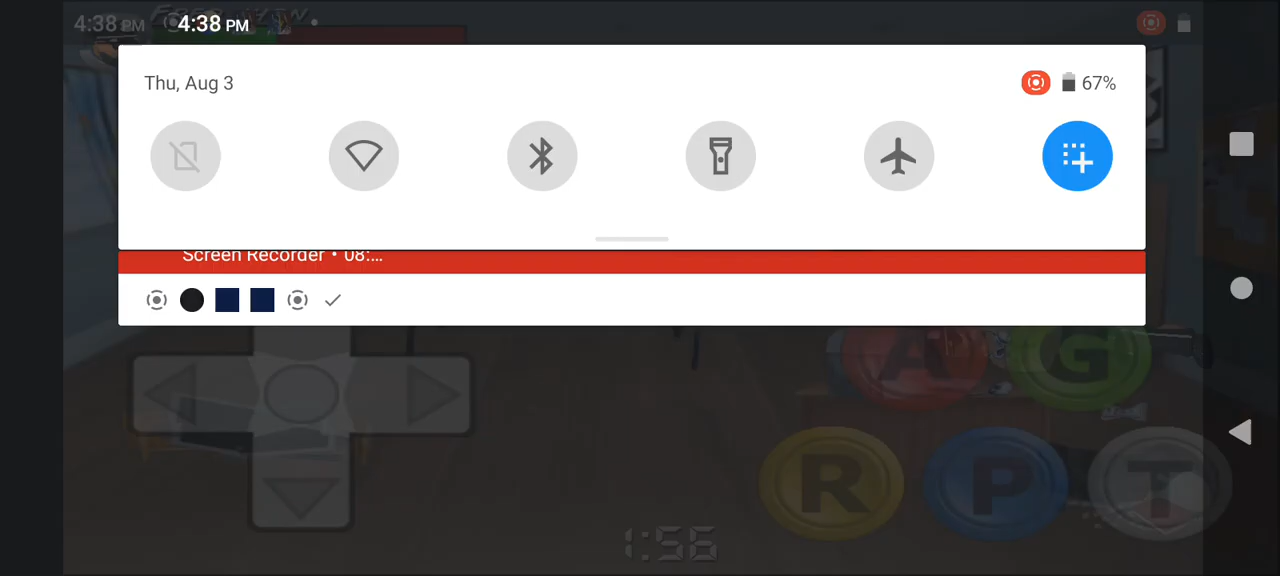 4:38 PM 4:38 PM
Thu, Aug 3 67%
Screen Recorder • 08:...
A G
R P T
1:56